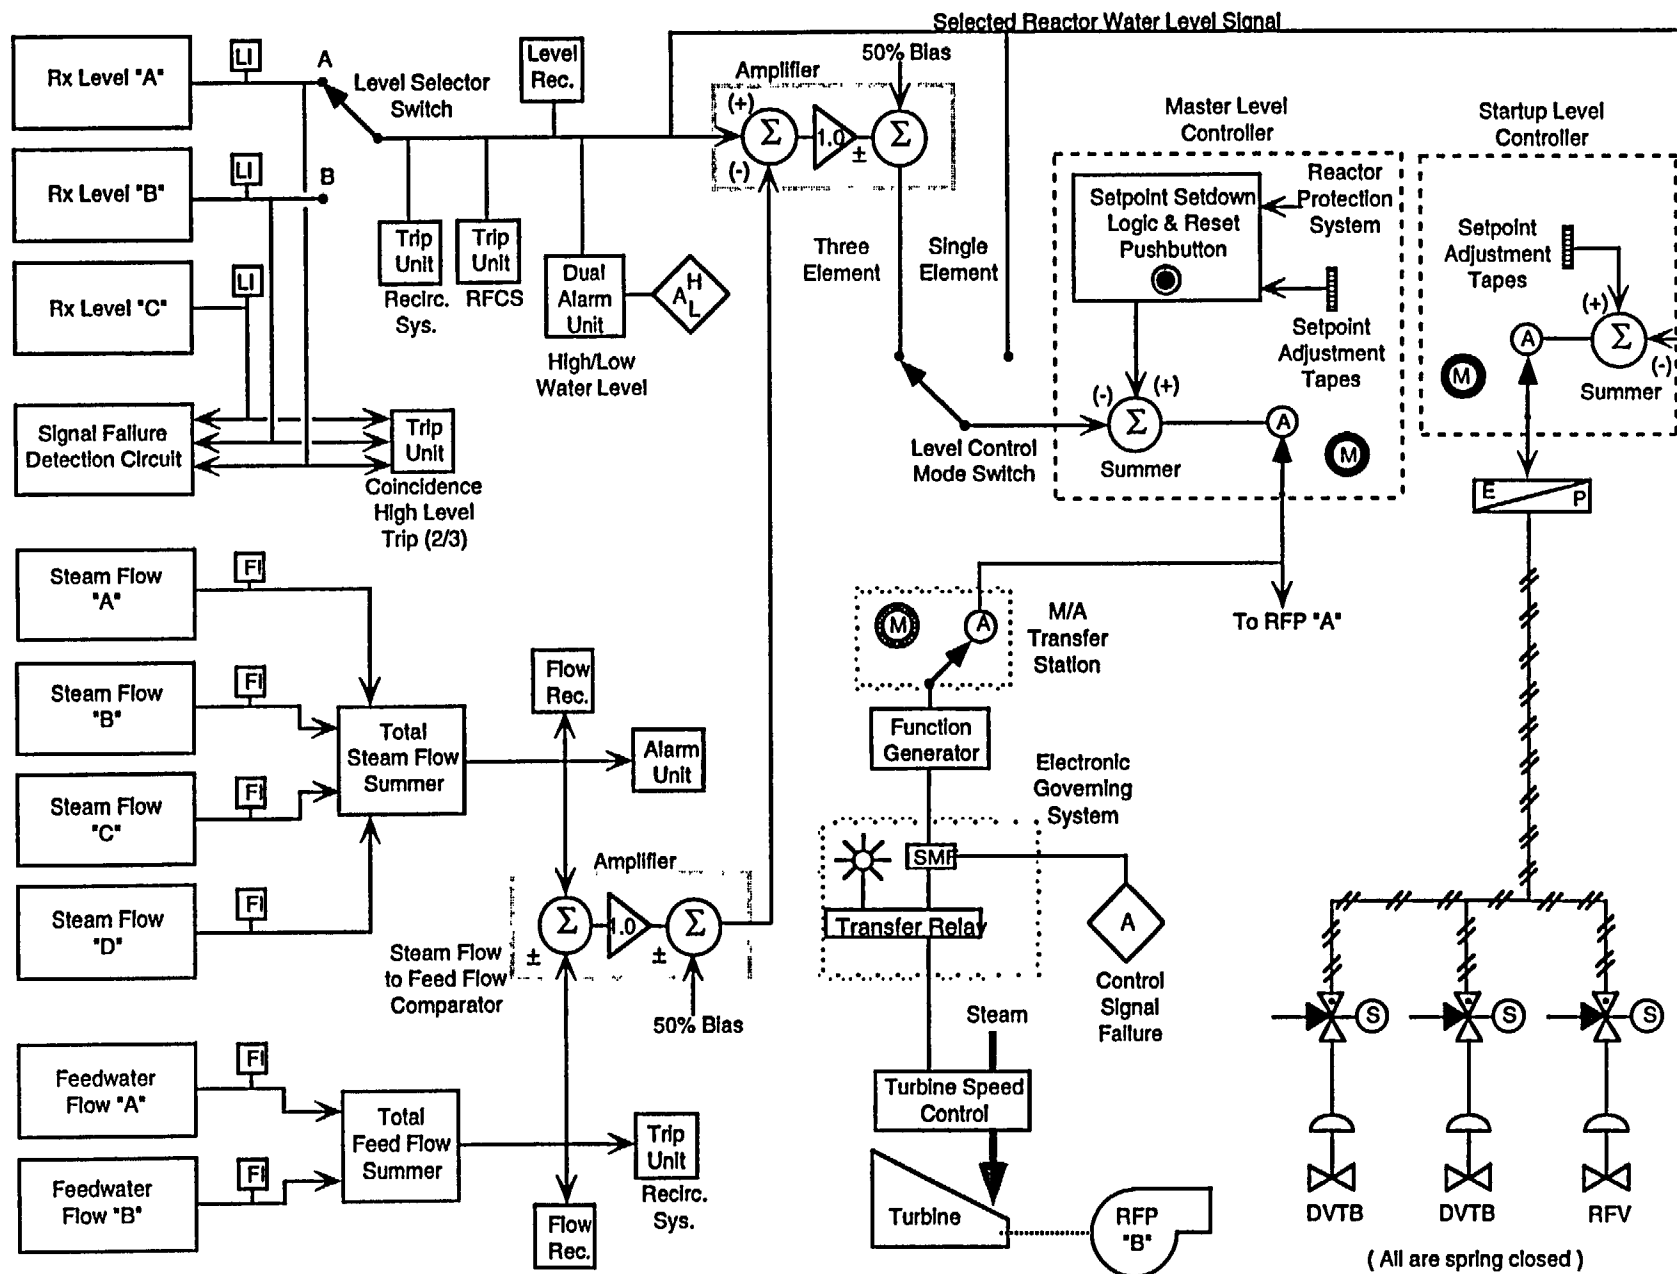 Selected Reactor Water Level Signal
Rx Level "A"
LI
A
Level Selector
Switch
Level
Rec.
Amplifier
50% Bias
(+)
Σ
1.0
±
Σ
(-)
Rx Level "B"
LI
B
Rx Level "C"
LI
Trip
Unit
Recirc.
Sys.
Trip
Unit
RFCS
Dual
Alarm
Unit
A H L
High/Low
Water Level
Three
Element
Single
Element
Level Control
Mode Switch
Signal Failure
Detection Circuit
Trip
Unit
Coincidence
High Level
Trip (2/3)
Master Level
Controller
Setpoint Setdown
Logic & Reset
Pushbutton
Reactor
Protection
System
Setpoint
Adjustment
Tapes
(-)
(+)
Σ
Summer
A
M
Startup Level
Controller
Setpoint
Adjustment
Tapes
(+)
A
Σ
(-)
M
Summer
E
P
Steam Flow
"A"
FI
Steam Flow
"B"
FI
Steam Flow
"C"
FI
Steam Flow
"D"
FI
Total
Steam Flow
Summer
Flow
Rec.
Alarm
Unit
Amplifier
Σ
1.0
Σ
±
±
50% Bias
Steam Flow
to Feed Flow
Comparator
Feedwater
Flow "A"
FI
Feedwater
Flow "B"
FI
Total
Feed Flow
Summer
Trip
Unit
Recirc.
Sys.
Flow
Rec.
To RFP "A"
M
A
M/A
Transfer
Station
Function
Generator
Electronic
Governing
System
SMF
Transfer Relay
A
Control
Signal
Failure
Steam
Turbine Speed
Control
Turbine
RFP
"B"
S
S
S
DVTB
DVTB
RFV
( All are spring closed )